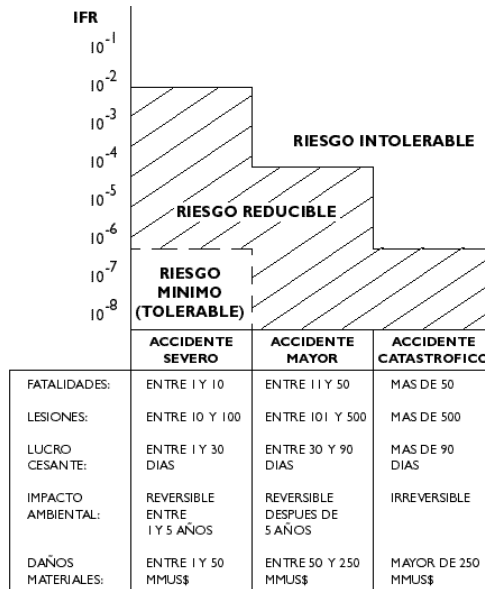 IFR
10⁻¹
10⁻²
10⁻³
10⁻⁴
10⁻⁵
10⁻⁶
10⁻⁷
10⁻⁸
RIESGO INTOLERABLE
RIESGO REDUCIBLE
RIESGO
MINIMO
(TOLERABLE)
ACCIDENTE SEVERO
ACCIDENTE MAYOR
ACCIDENTE CATASTROFICO
FATALIDADES: ENTRE 1 Y 10 ENTRE 11 Y 50 MAS DE 50
LESIONES: ENTRE 10 Y 100 ENTRE 101 Y 500 MAS DE 500
LUCRO ENTRE 1 Y 30 ENTRE 30 Y 90 MAS DE 90
CESANTE: DIAS DIAS DIAS
IMPACTO REVERSIBLE REVERSIBLE IRREVERSIBLE
AMBIENTAL: ENTRE DESPUES DE
1 Y 5 AÑOS 5 AÑOS
DAÑOS ENTRE 1 Y 50 ENTRE 50 Y 250 MAYOR DE 250
MATERIALES: MMUS$ MMUS$ MMUS$